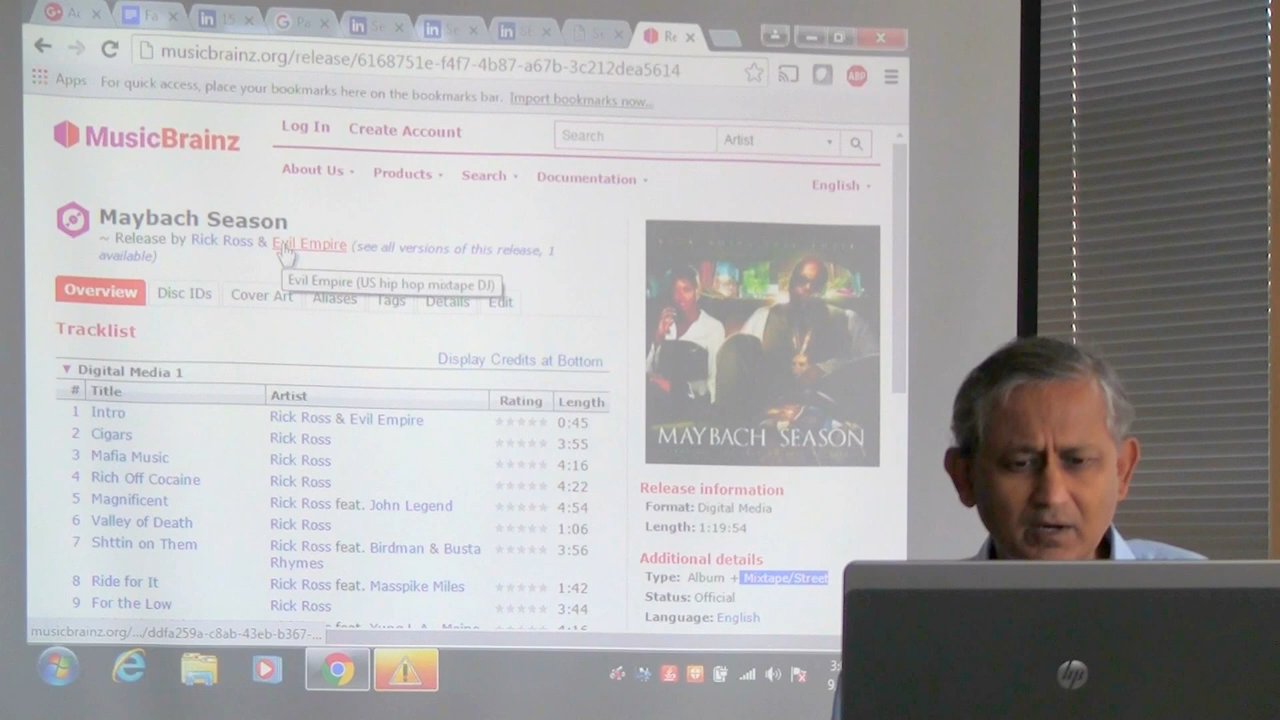 musicbrainz.org/release/6168751e-f4f7-4b87-a67b-3c212dea5614
Apps For quick access, place your bookmarks here on the bookmarks bar. Import bookmarks now...
ABP
MusicBrainz
Log In Create Account
Search Artist
About Us Products Search Documentation
English
Maybach Season
~ Release by Rick Ross & Evil Empire (see all versions of this release, 1
available)
Evil Empire (US hip hop mixtape DJ)
Overview Disc IDs Cover Art Aliases Tags Details Edit
Tracklist
Display Credits at Bottom
▼ Digital Media 1
# Title Artist Rating Length
1 Intro Rick Ross & Evil Empire 0:45
2 Cigars Rick Ross 3:55
3 Mafia Music Rick Ross 4:16
4 Rich Off Cocaine Rick Ross 4:22
5 Magnificent Rick Ross feat. John Legend 4:54
6 Valley of Death Rick Ross 1:06
7 Shttin on Them Rick Ross feat. Birdman & Busta
Rhymes 3:56
8 Ride for It Rick Ross feat. Masspike Miles 1:42
9 For the Low Rick Ross 3:44
MAYBACH SEASON
Release information
Format: Digital Media
Length: 1:19:54
Additional details
Type: Album + Mixtape/Street
Status: Official
Language: English
musicbrainz.org/.../ddfa259a-c8ab-43eb-b367-...
hp